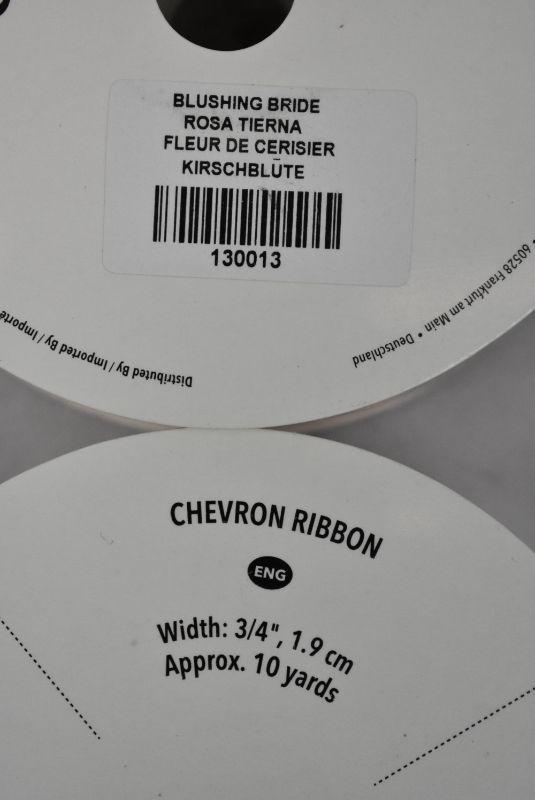 BLUSHING BRIDE
ROSA TIERNA
FLEUR DE CERISIER
KIRSCHBLÜTE
130013
• 60528 Frankfurt am Main • Deutschland
Distributed By / Imported By / Importé
CHEVRON RIBBON
ENG
Width: 3/4", 1.9 cm
Approx. 10 yards